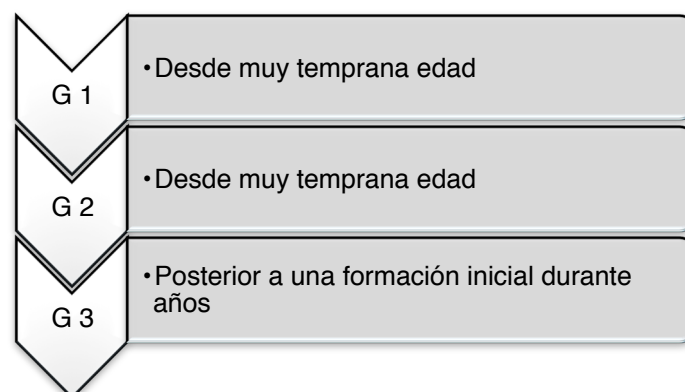 G 1
•Desde muy temprana edad
G 2
•Desde muy temprana edad
G 3
•Posterior a una formación inicial durante
años